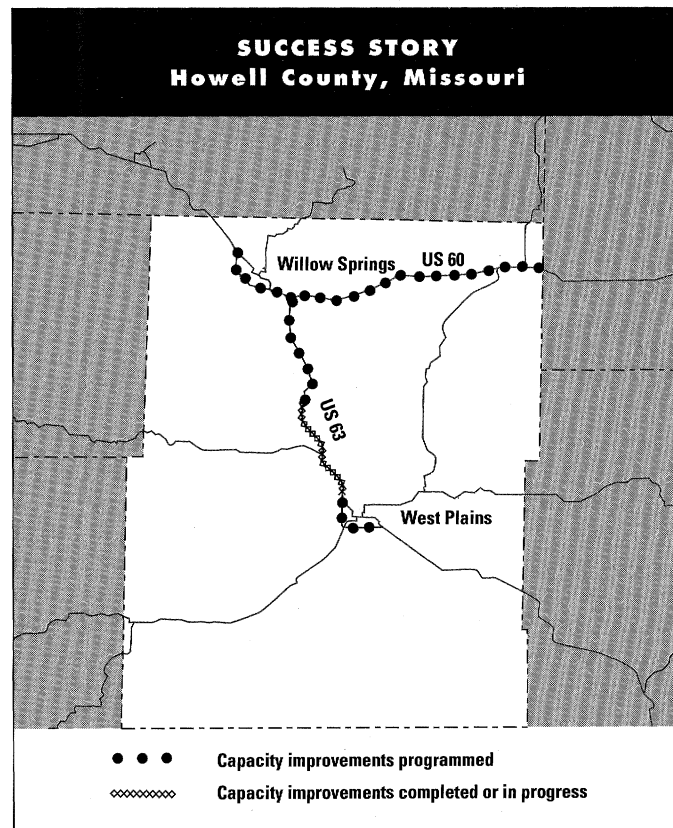 SUCCESS STORY
Howell County, Missouri
Willow Springs
US 60
US 63
West Plains
Capacity improvements programmed
Capacity improvements completed or in progress